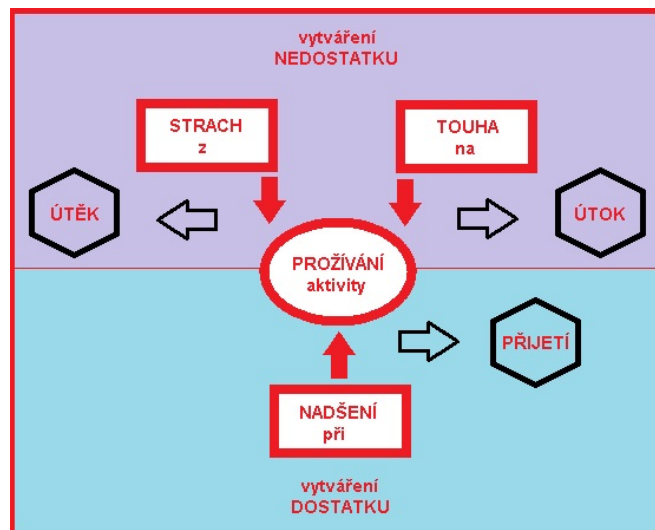 vytváření
NEDOSTATKU
STRACH
z
TOUHA
na
ÚTĚK
ÚTOK
PROŽÍVÁNÍ
aktivity
PŘIJETÍ
NADŠENÍ
při
vytváření
DOSTATKU